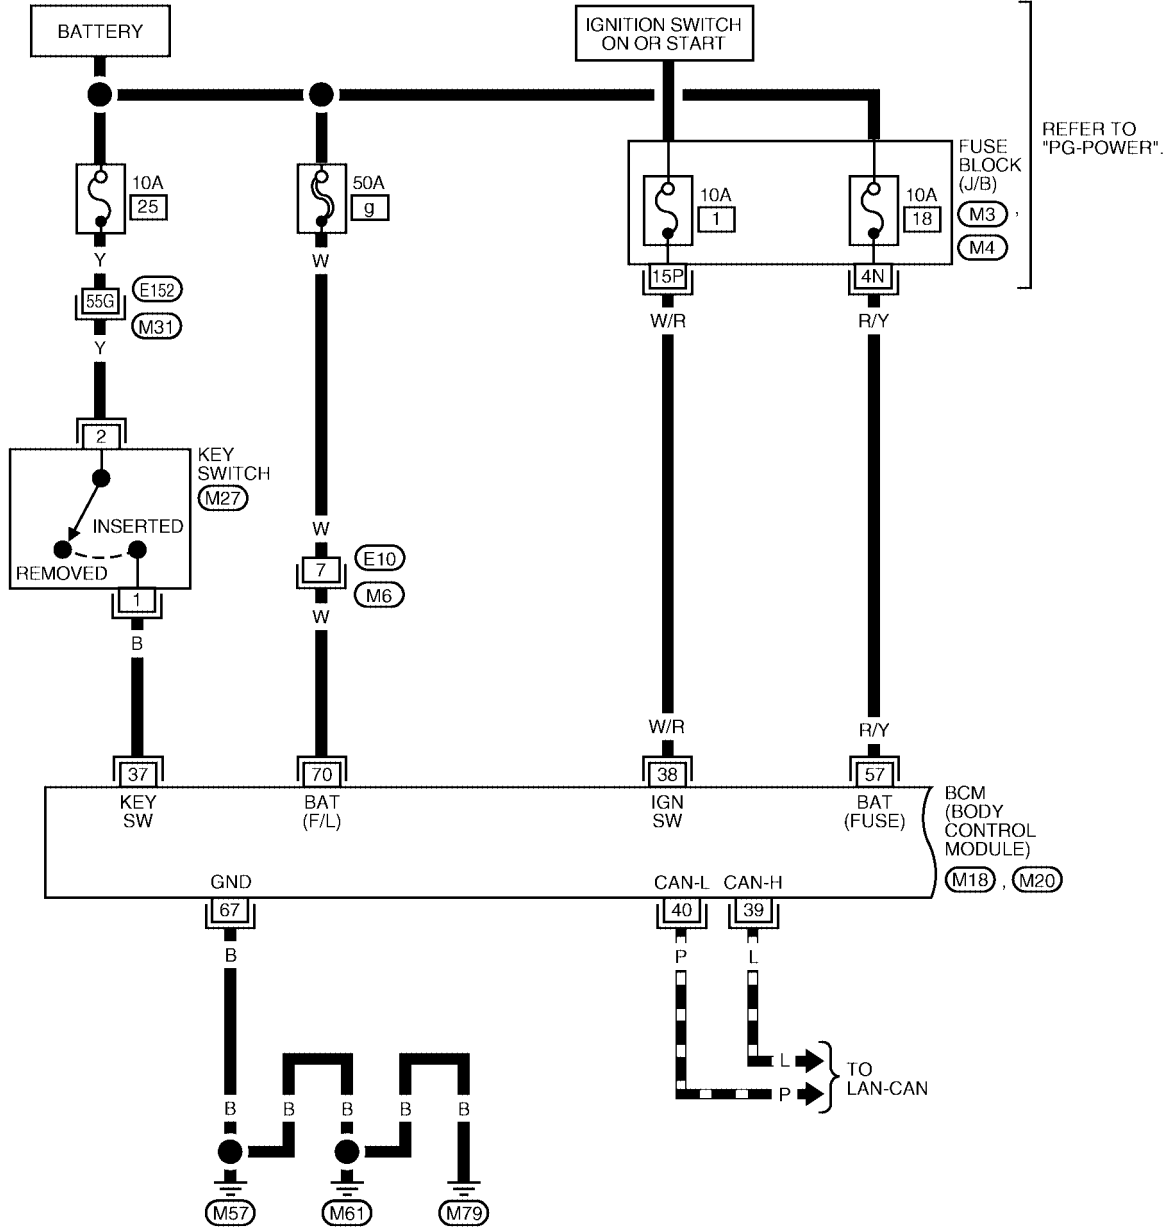 BATTERY
IGNITION SWITCH
ON OR START
REFER TO
"PG-POWER".
FUSE
BLOCK
(J/B)
M3 ,
M4
10A
25
50A
g
10A
1
10A
18
15P
4N
Y
W
55G
E152
M31
W/R
R/Y
Y
2
KEY
SWITCH
M27
INSERTED
REMOVED
1
B
W
7
E10
M6
W
W/R
R/Y
37
70
38
57
KEY
SW
BAT
(F/L)
IGN
SW
BAT
(FUSE)
BCM
(BODY
CONTROL
MODULE)
M18 , M20
GND
CAN-L
CAN-H
67
40
39
B
P
L
L
P
TO
LAN-CAN
B
B
B
B
B
M57
M61
M79